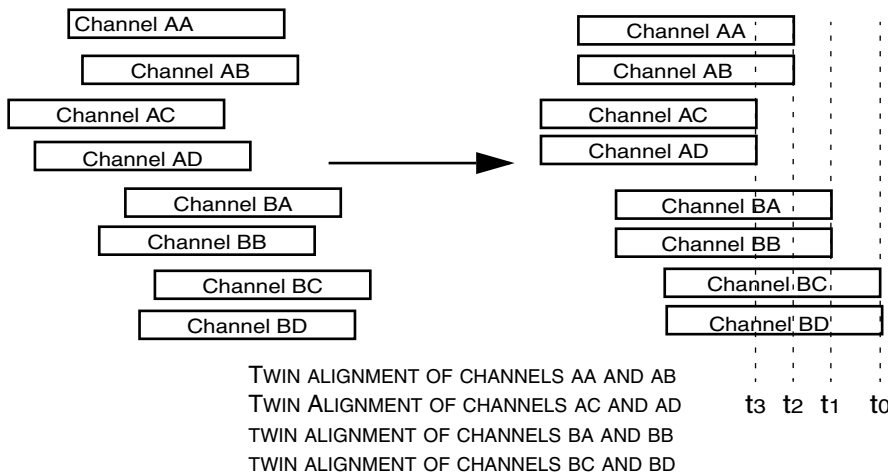 Channel AA
Channel AB
Channel AC
Channel AD
Channel BA
Channel BB
Channel BC
Channel BD
Channel AA
Channel AB
Channel AC
Channel AD
Channel BA
Channel BB
Channel BC
Channel BD
TWIN ALIGNMENT OF CHANNELS AA AND AB
TWIN ALIGNMENT OF CHANNELS AC AND AD
TWIN ALIGNMENT OF CHANNELS BA AND BB
TWIN ALIGNMENT OF CHANNELS BC AND BD
t3 t2 t1 t0